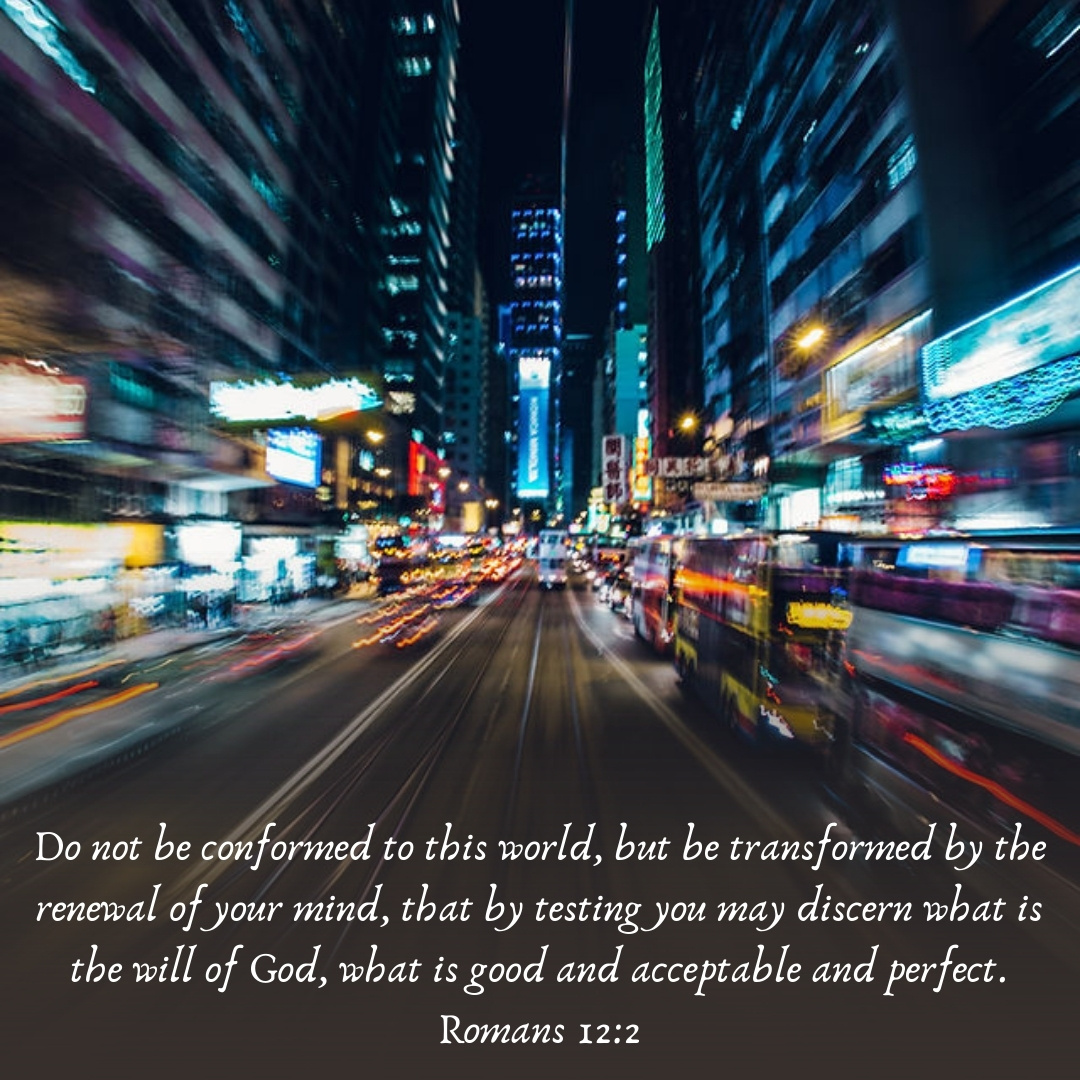 Do not be conformed to this world, but be transformed by the
renewal of your mind, that by testing you may discern what is
the will of God, what is good and acceptable and perfect.
Romans 12:2